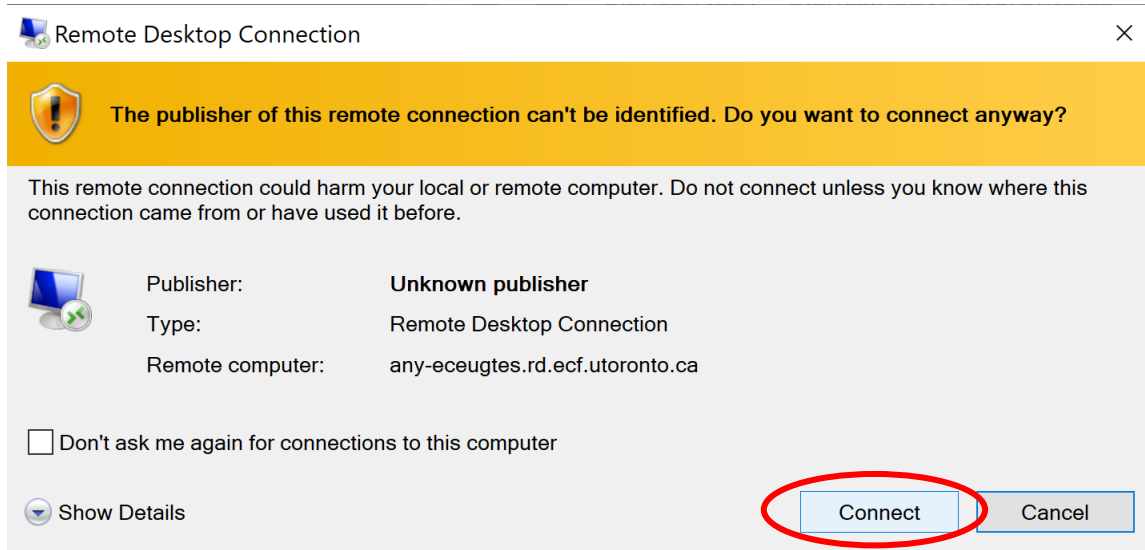 Remote Desktop Connection
The publisher of this remote connection can't be identified. Do you want to connect anyway?
This remote connection could harm your local or remote computer. Do not connect unless you know where this
connection came from or have used it before.
Publisher: Unknown publisher
Type: Remote Desktop Connection
Remote computer: any-eceugtes.rd.ecf.utoronto.ca
Don't ask me again for connections to this computer
Show Details Connect Cancel